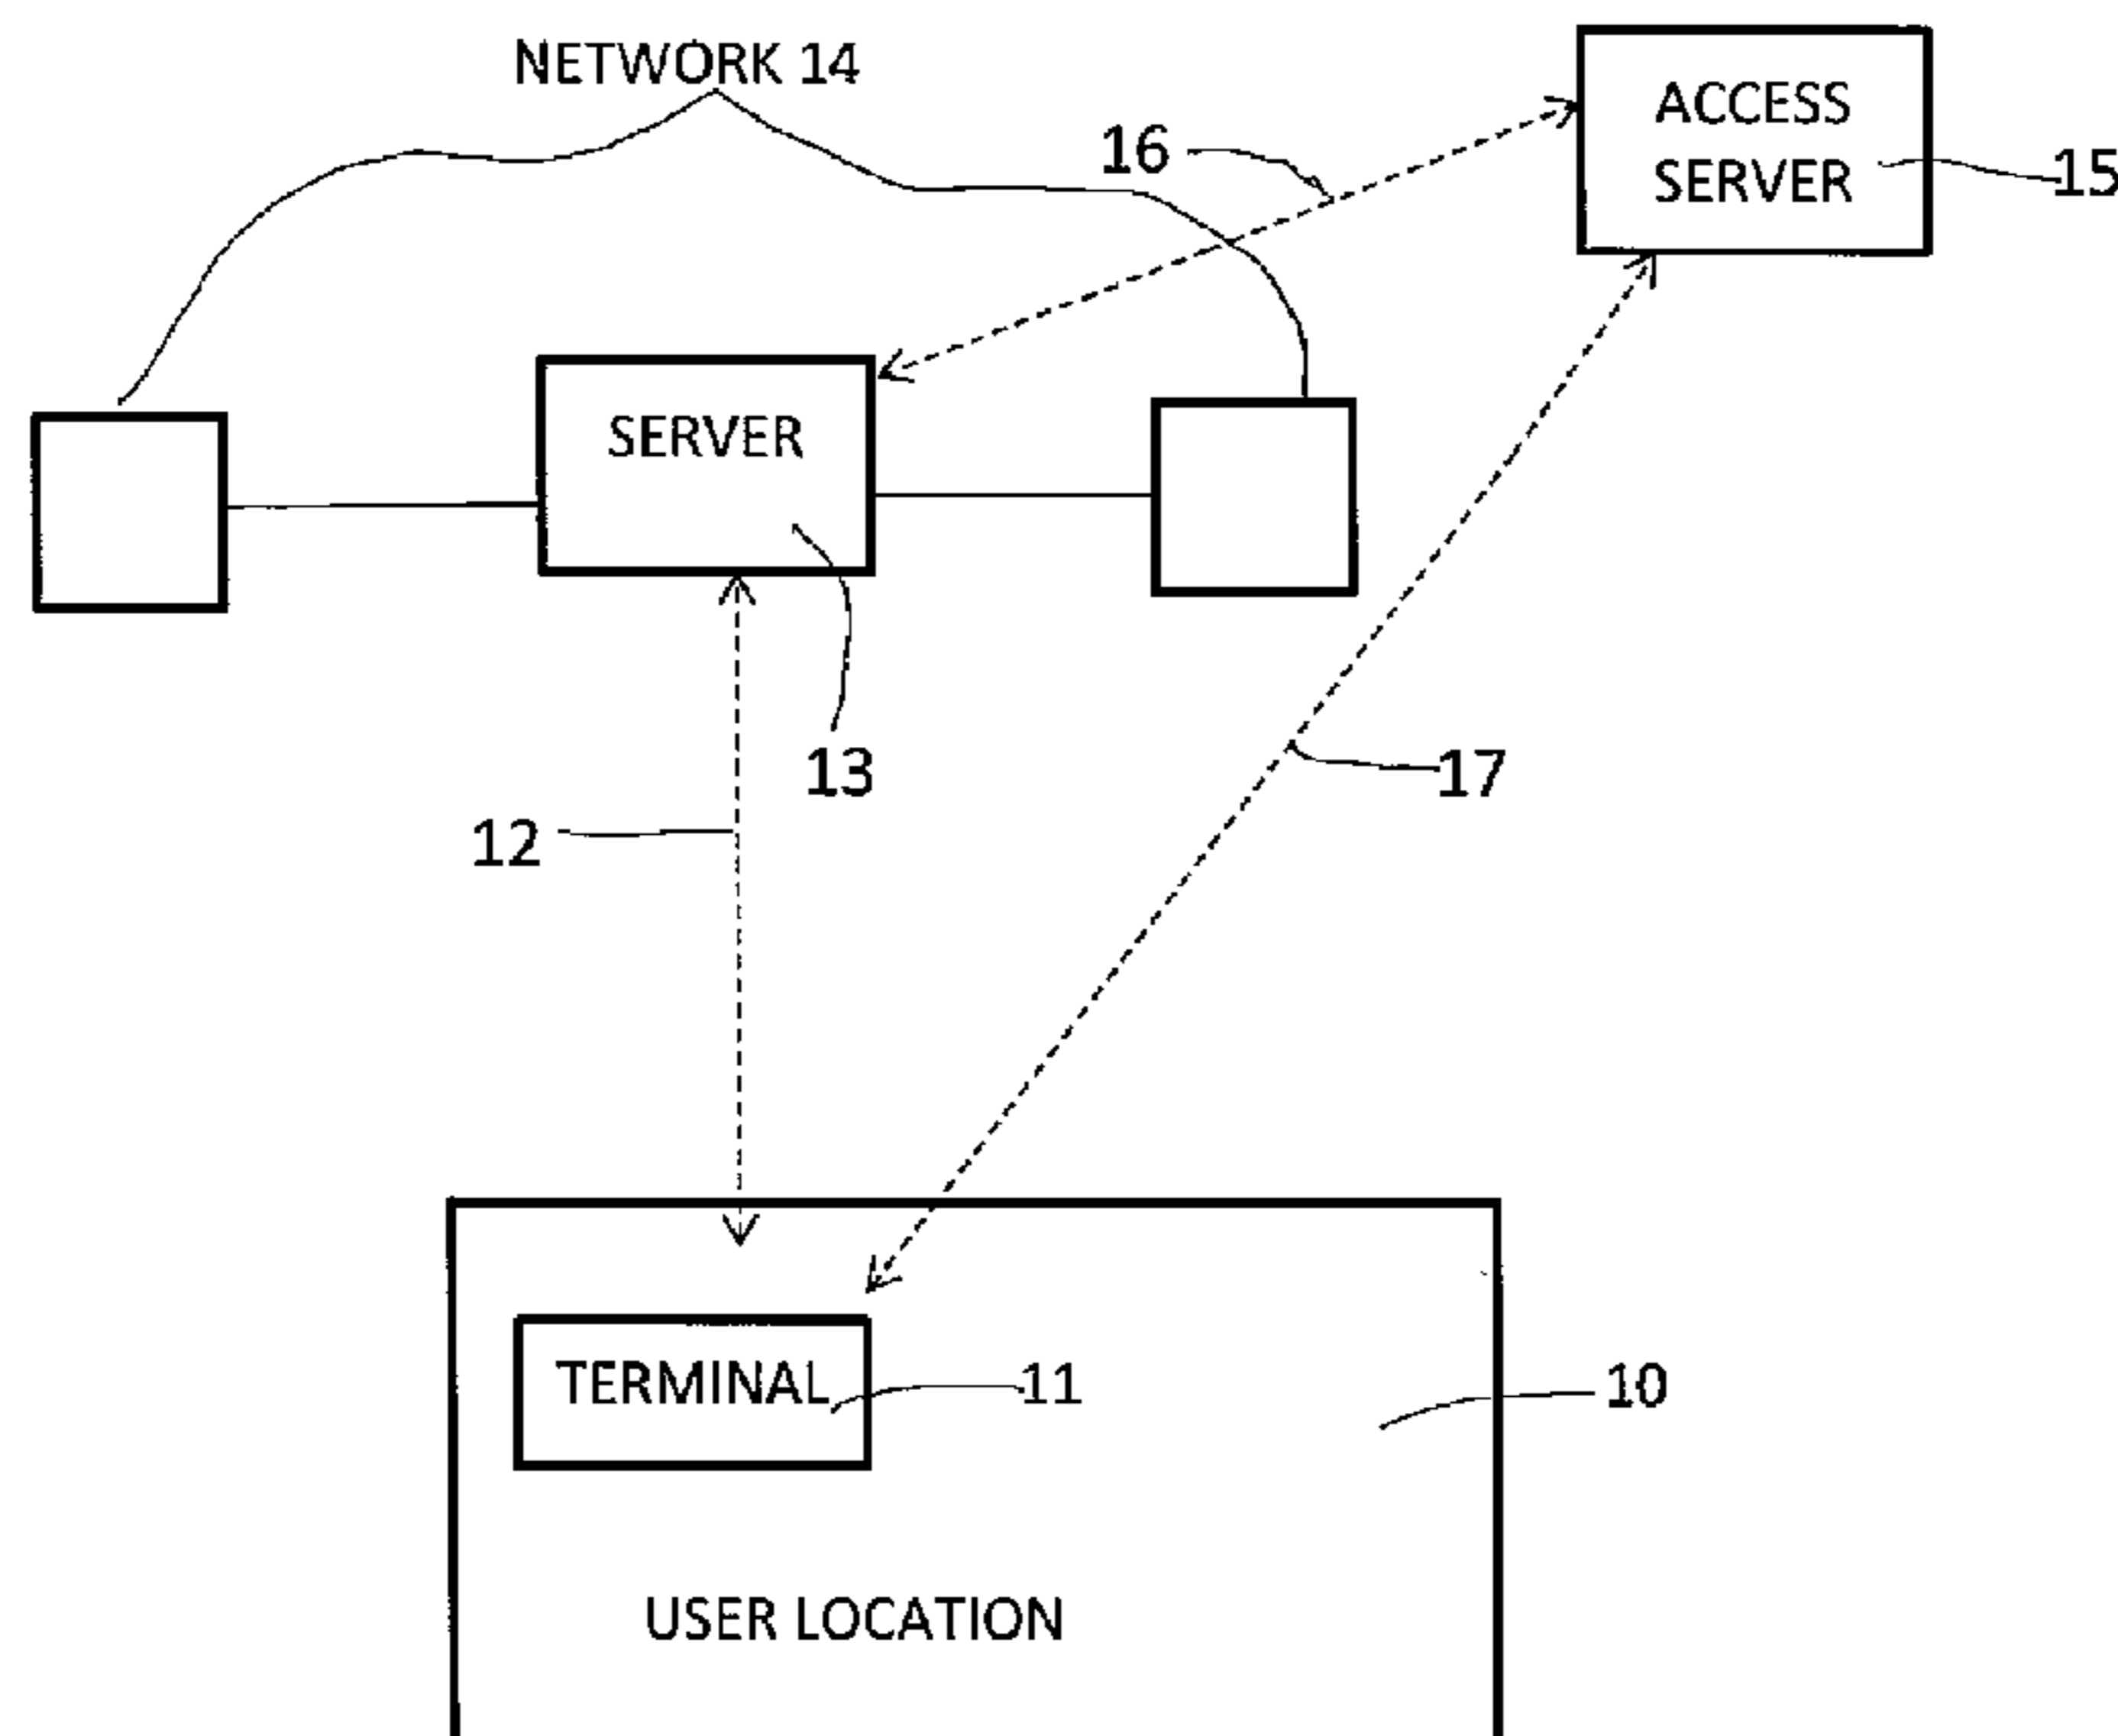 NETWORK 14
16
ACCESS
SERVER
15
SERVER
13
17
12
TERMINAL
11
10
USER LOCATION